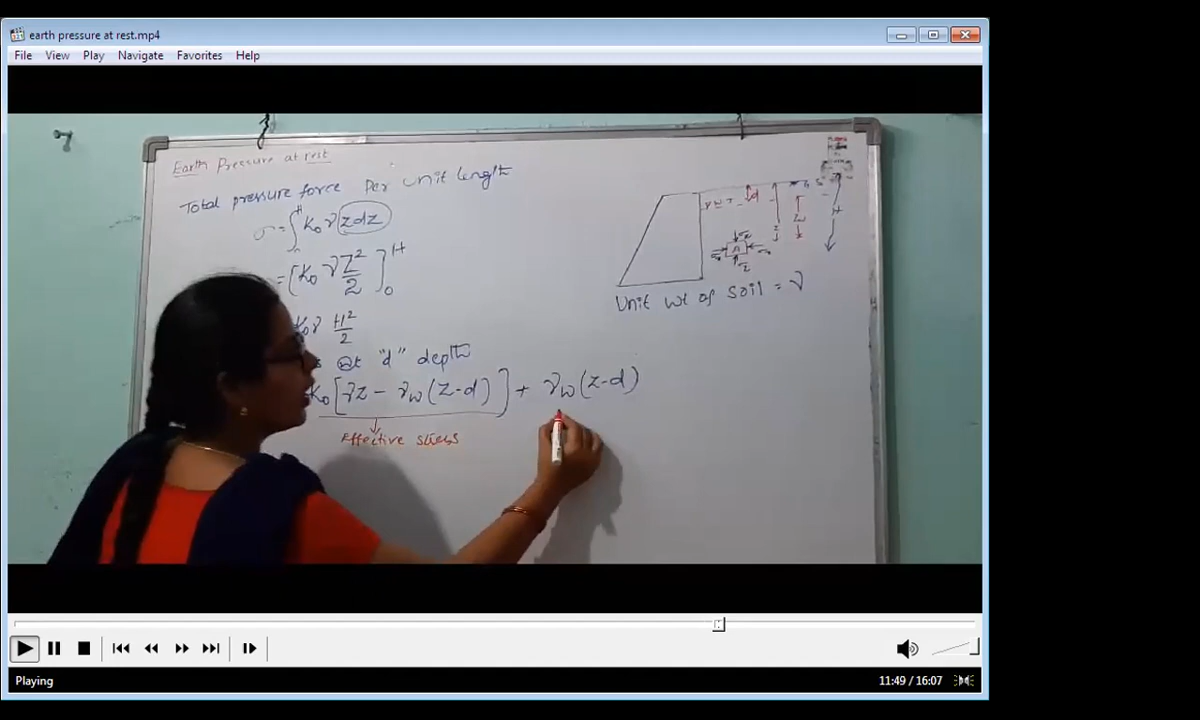 earth pressure at rest.mp4
File View Play Navigate Favorites Help
Earth Pressure at rest
Total pressure force Per Unit length
σ = ∫ K₀ γ z dz
= [K₀ γ Z²/2]₀ᴴ
K₀γ H²/2
@t "d" depth
K₀[γz - γw(z-d)] + γw(z-d)
Effective stress
d
H
Z
A
σz
Unit wt of soil = γ
Playing
11:49 / 16:07